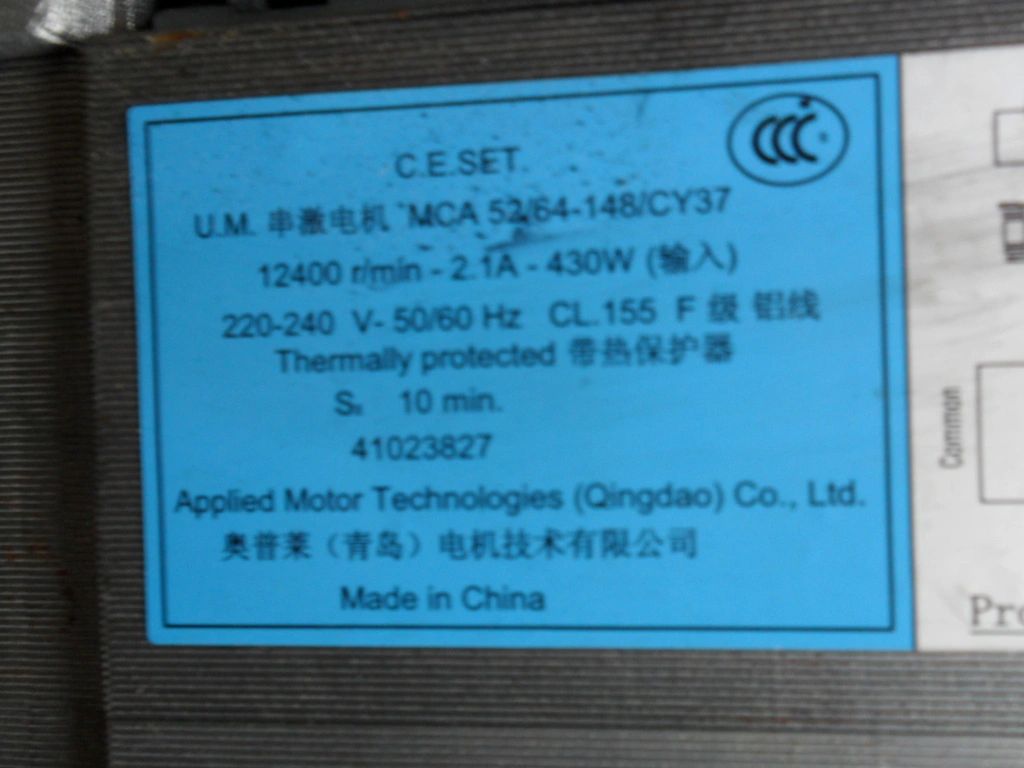 C.E.SET.
U.M. 串激电机 MCA 52/64-148/CY37
12400 r/min - 2.1A - 430W (输入)
220-240 V- 50/60 Hz CL.155 F 级 铝线
Thermally protected 带热保护器
10 min.
41023827
Applied Motor Technologies (Qingdao) Co., Ltd.
奥普莱（青岛）电机技术有限公司
Made in China
CCC
Common